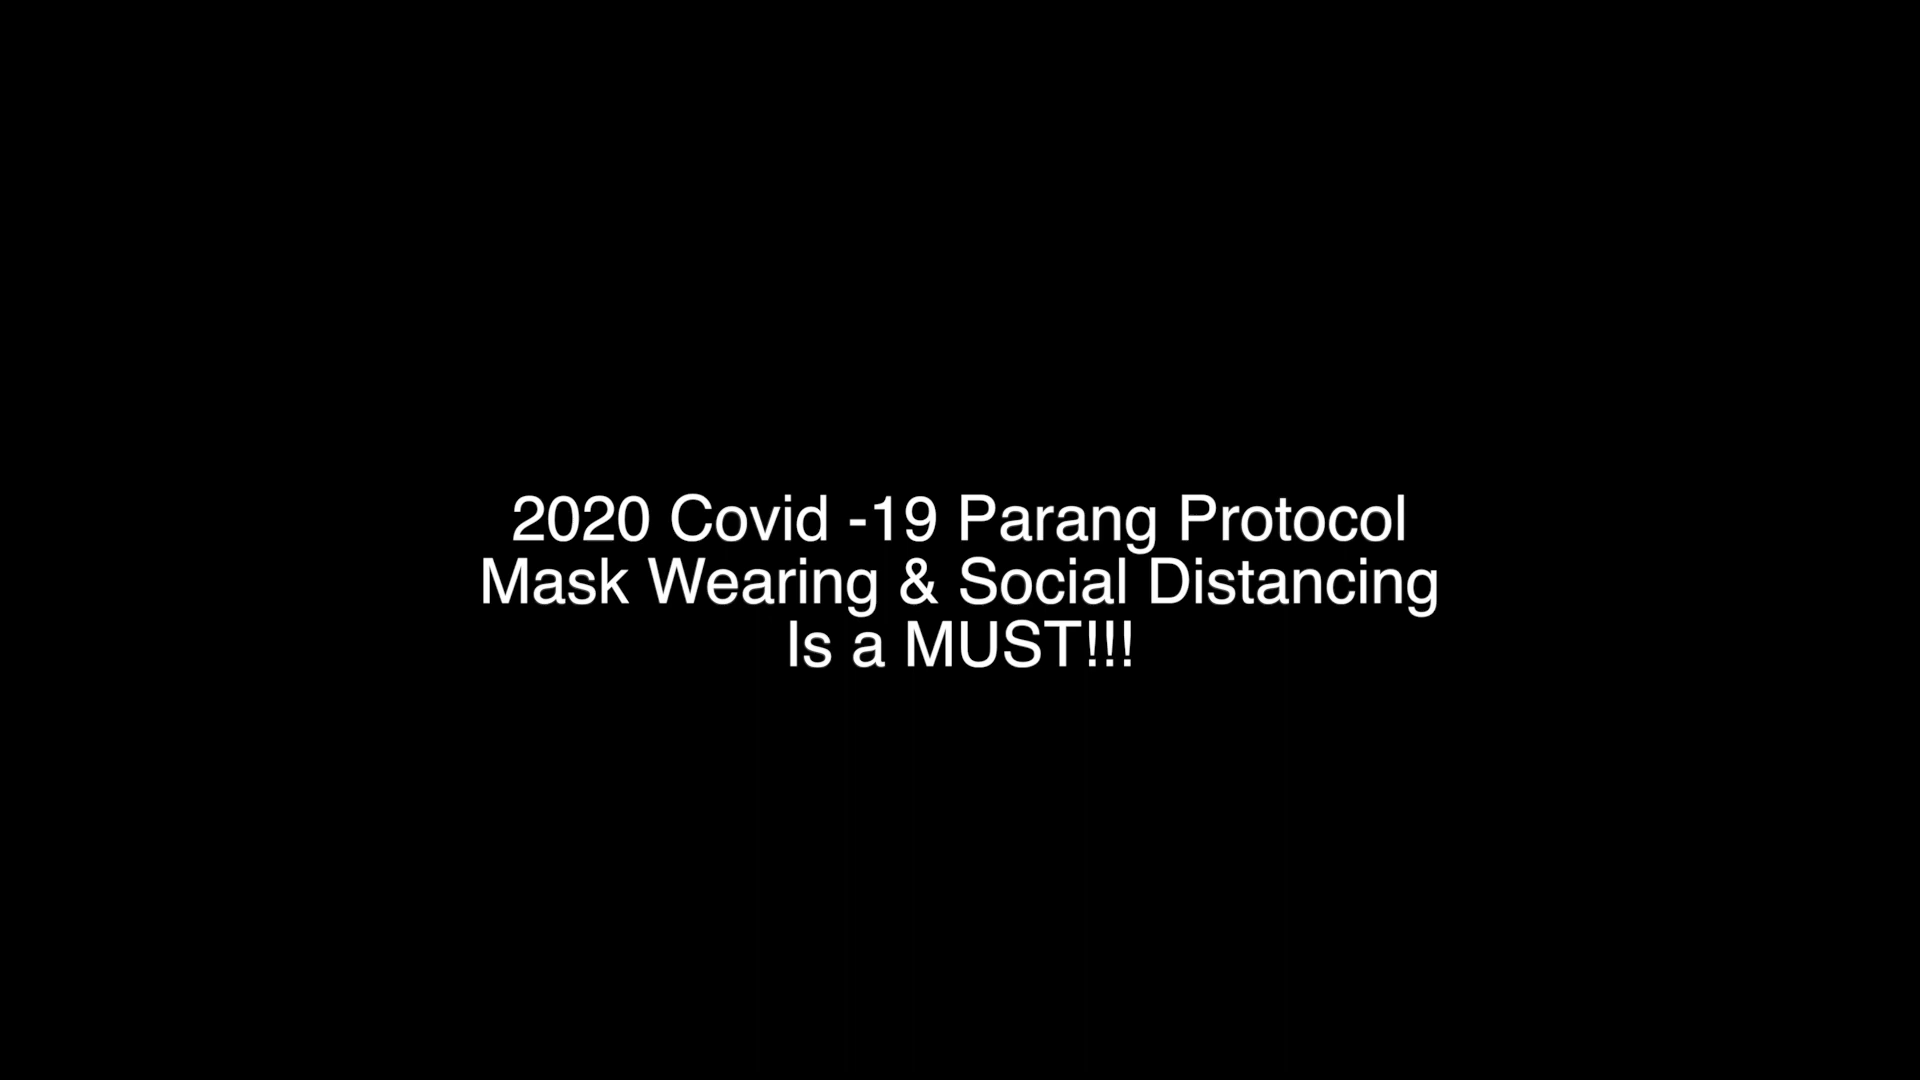 2020 Covid -19 Parang Protocol
Mask Wearing & Social Distancing
Is a MUST!!!